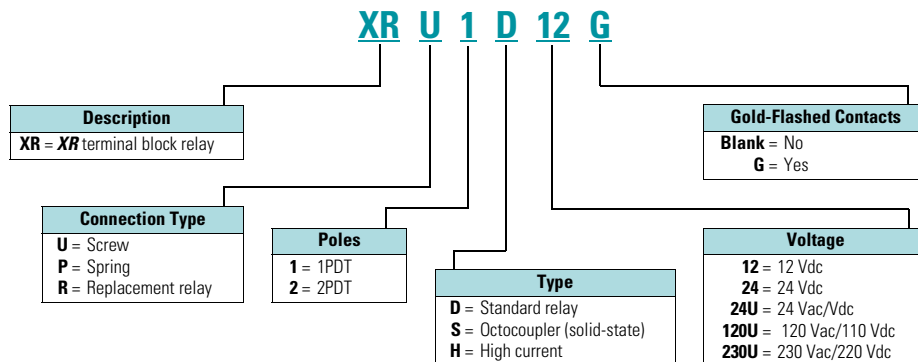 XR U 1 D 12 G
Description
XR = XR terminal block relay
Gold-Flashed Contacts
Blank = No
G = Yes
Connection Type
U = Screw
P = Spring
R = Replacement relay
Poles
1 = 1PDT
2 = 2PDT
Type
D = Standard relay
S = Octocoupler (solid-state)
H = High current
Voltage
12 = 12 Vdc
24 = 24 Vdc
24U = 24 Vac/Vdc
120U = 120 Vac/110 Vdc
230U = 230 Vac/220 Vdc